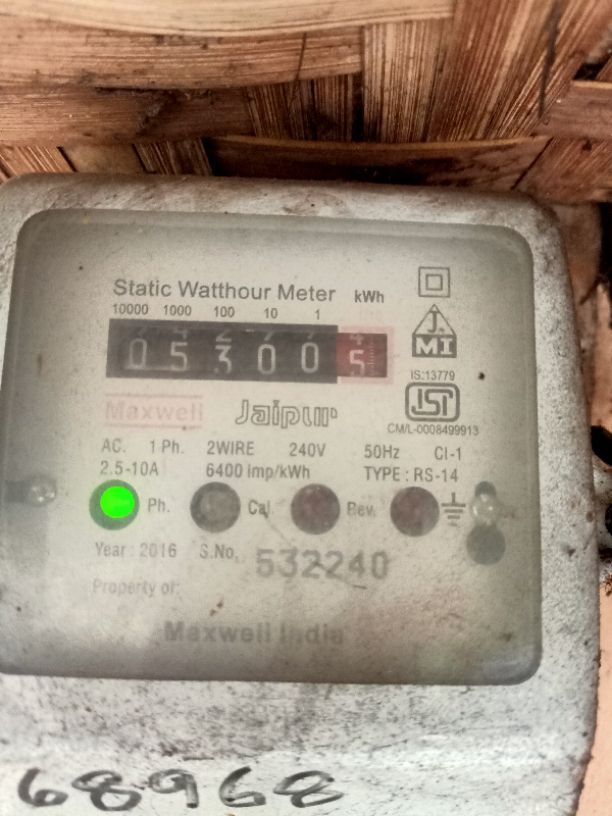 Static Watthour Meter kWh
10000 1000 100 10 1
0 5 3 0 0 5
J.
MI
IS:13779
Maxwell Jaipur ISI
CM/L-0008499913
AC. 1 Ph. 2WIRE 240V 50Hz Cl-1
2.5-10A 6400 imp/kWh TYPE : RS-14
Ph. Cal. Rev.
Year : 2016 S.No. 532240
Property of:
Maxwell India
68968